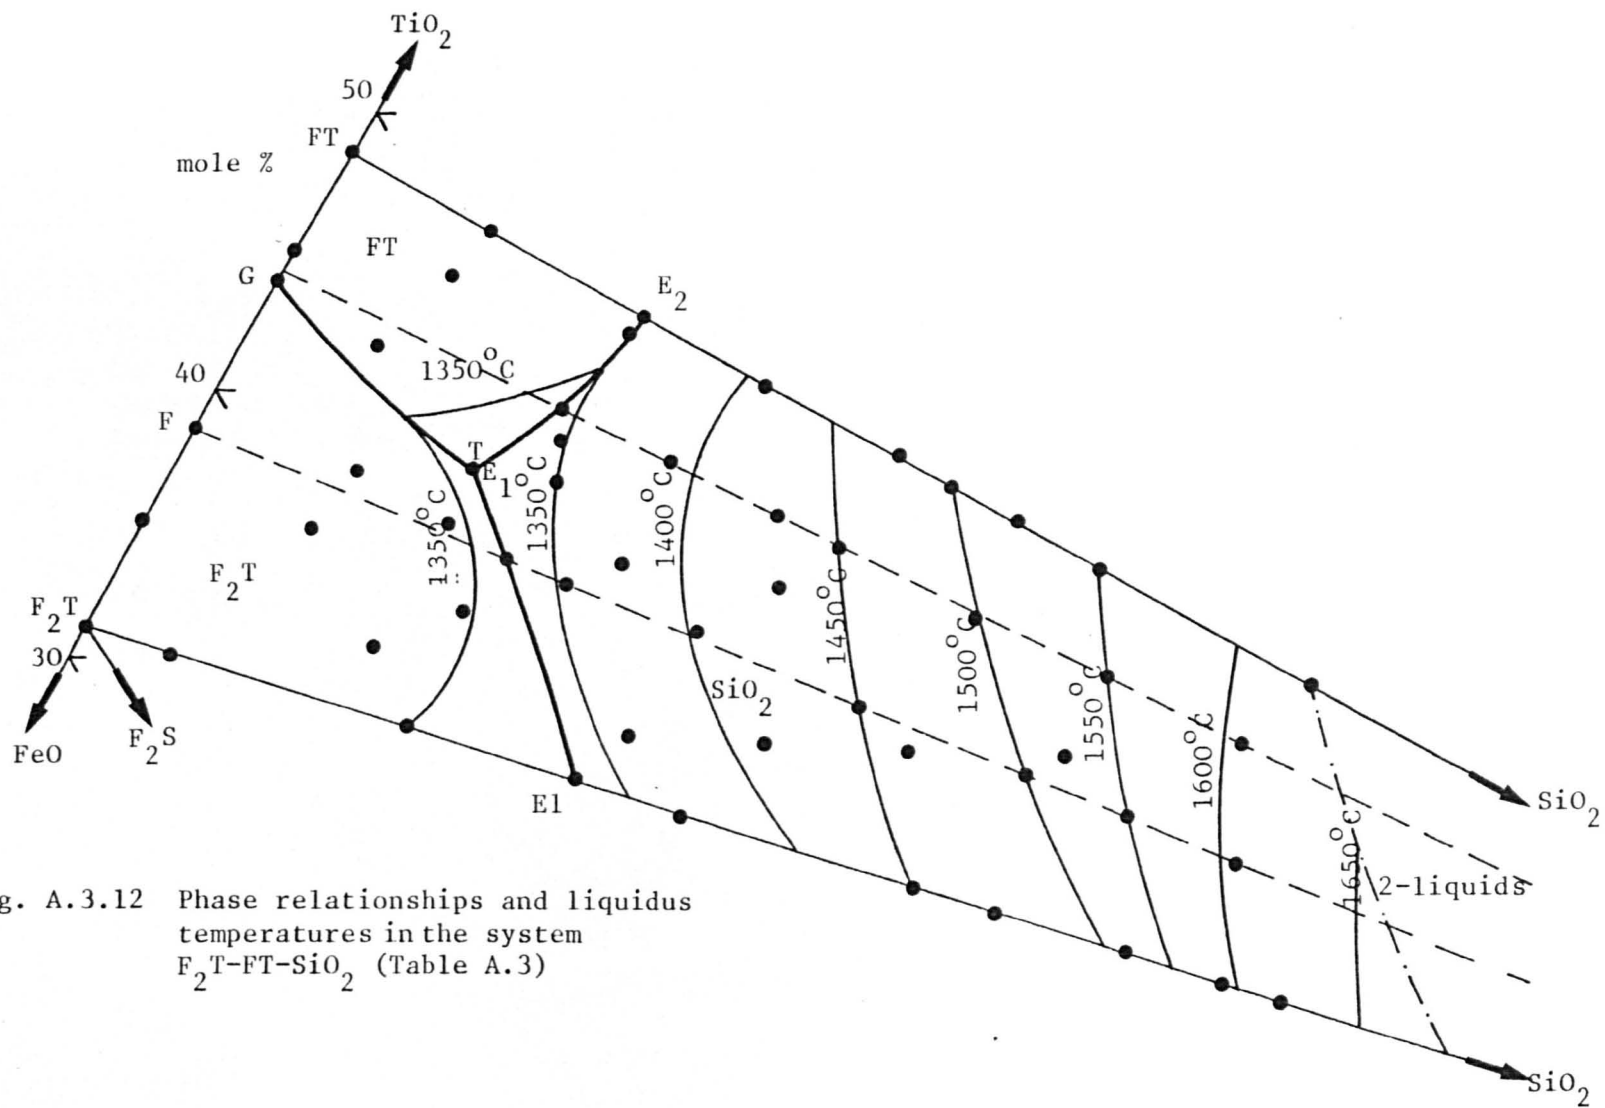 TiO2
50
FT
mole %
FT
G
E2
1350°C
40
F
TE1
1350°C
1350°C
1400°C
F2T
F2T
1450°C
1500°C
1550°C
SiO2
30
1600°C
FeO
F2S
E1
SiO2
1650°C
2-liquids
g. A.3.12 Phase relationships and liquidus
temperatures in the system
F2T-FT-SiO2 (Table A.3)
SiO2